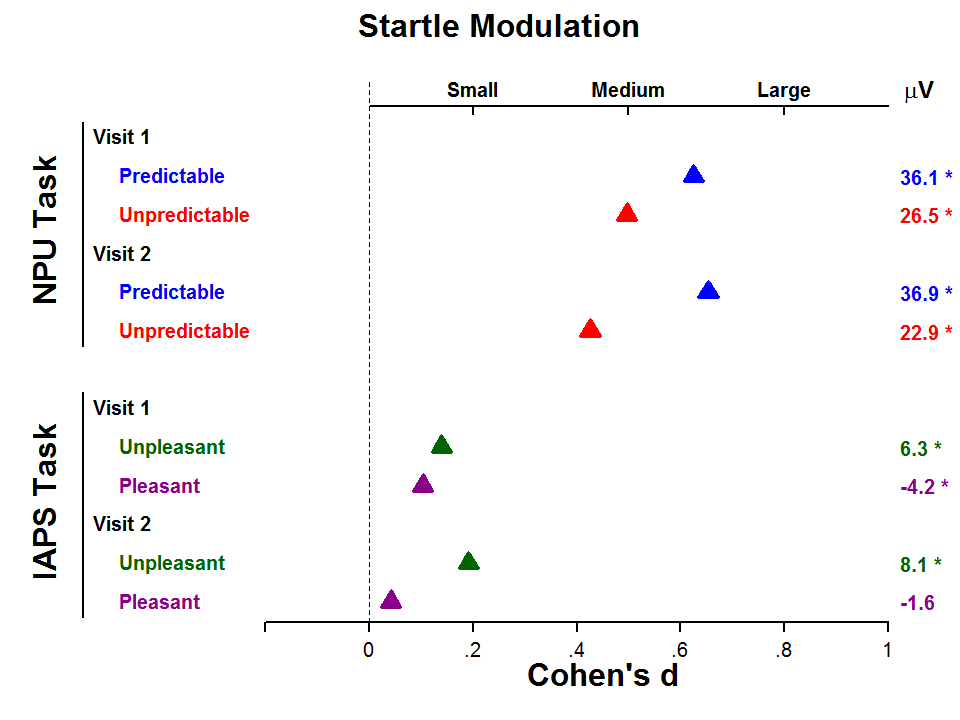 Startle Modulation
Small Medium Large μV
NPU Task
Visit 1
Predictable 36.1 *
Unpredictable 26.5 *
Visit 2
Predictable 36.9 *
Unpredictable 22.9 *
IAPS Task
Visit 1
Unpleasant 6.3 *
Pleasant -4.2 *
Visit 2
Unpleasant 8.1 *
Pleasant -1.6
0 .2 .4 .6 .8 1
Cohen's d